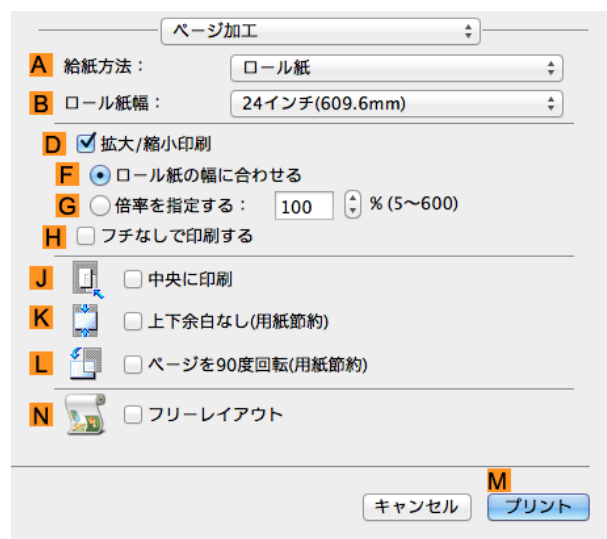 ページ加工
A 給紙方法： ロール紙
B ロール紙幅： 24インチ(609.6mm)
D 拡大/縮小印刷
F ロール紙の幅に合わせる
G 倍率を指定する： 100 % (5～600)
H フチなしで印刷する
J 中央に印刷
K 上下余白なし(用紙節約)
L ページを90度回転(用紙節約)
N フリーレイアウト
M
キャンセル プリント